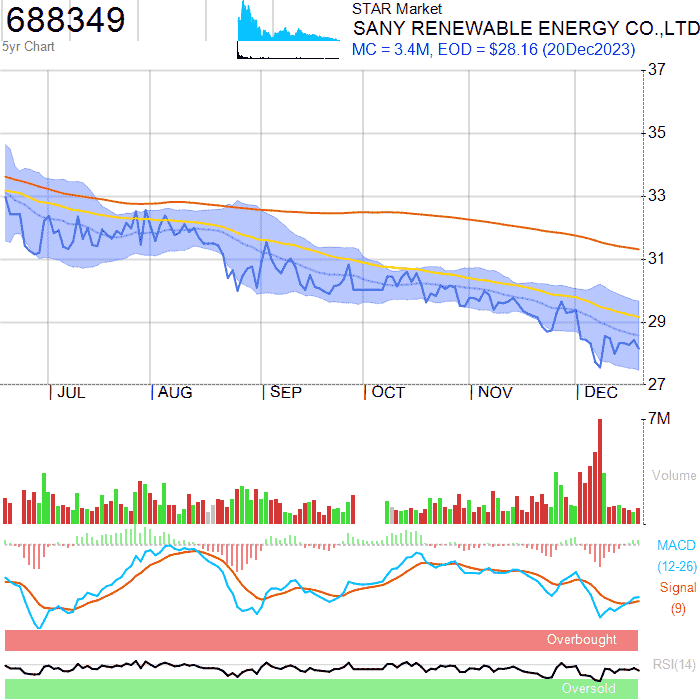 688349
5yr Chart
STAR Market
SANY RENEWABLE ENERGY CO.,LTD
MC = 3.4M, EOD = $28.16 (20Dec2023)
37
35
33
31
29
27
JUL AUG SEP OCT NOV DEC
7M
Volume
MACD
(12-26)
Signal
(9)
Overbought
RSI(14)
Oversold